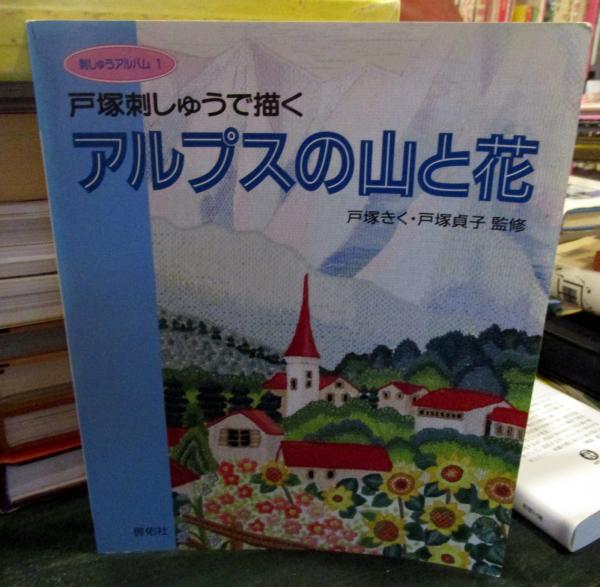 刺しゅうアルバム 1
戸塚刺しゅうで描く
アルプスの山と花
戸塚きく・戸塚貞子 監修
啓佑社